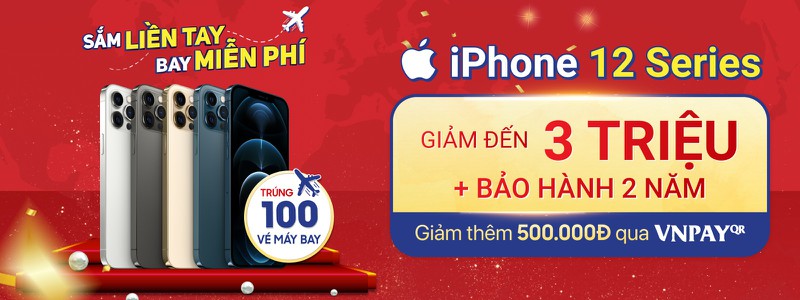 SẮM LIỀN TAY
BAY MIỄN PHÍ
TRÚNG
100
VÉ MÁY BAY
iPhone 12 Series
GIẢM ĐẾN 3 TRIỆU
+ BẢO HÀNH 2 NĂM
Giảm thêm 500.000Đ qua VNPAYQR